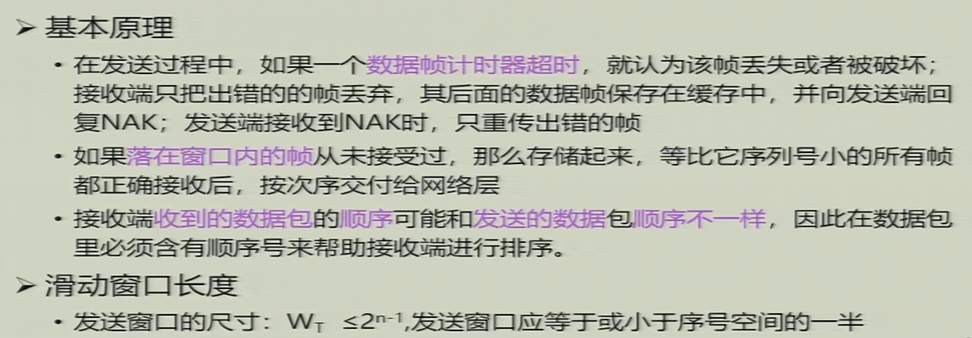 ➢ 基本原理
• 在发送过程中，如果一个数据帧计时器超时，就认为该帧丢失或者被破坏；
接收端只把出错的的帧丢弃，其后面的数据帧保存在缓存中，并向发送端回
复NAK；发送端接收到NAK时，只重传出错的帧
• 如果落在窗口内的帧从未接受过，那么存储起来，等比它序列号小的所有帧
都正确接收后，按次序交付给网络层
• 接收端收到的数据包的顺序可能和发送的数据包顺序不一样，因此在数据包
里必须含有顺序号来帮助接收端进行排序。
➢ 滑动窗口长度
• 发送窗口的尺寸：W_T ≤2^{n-1},发送窗口应等于或小于序号空间的一半